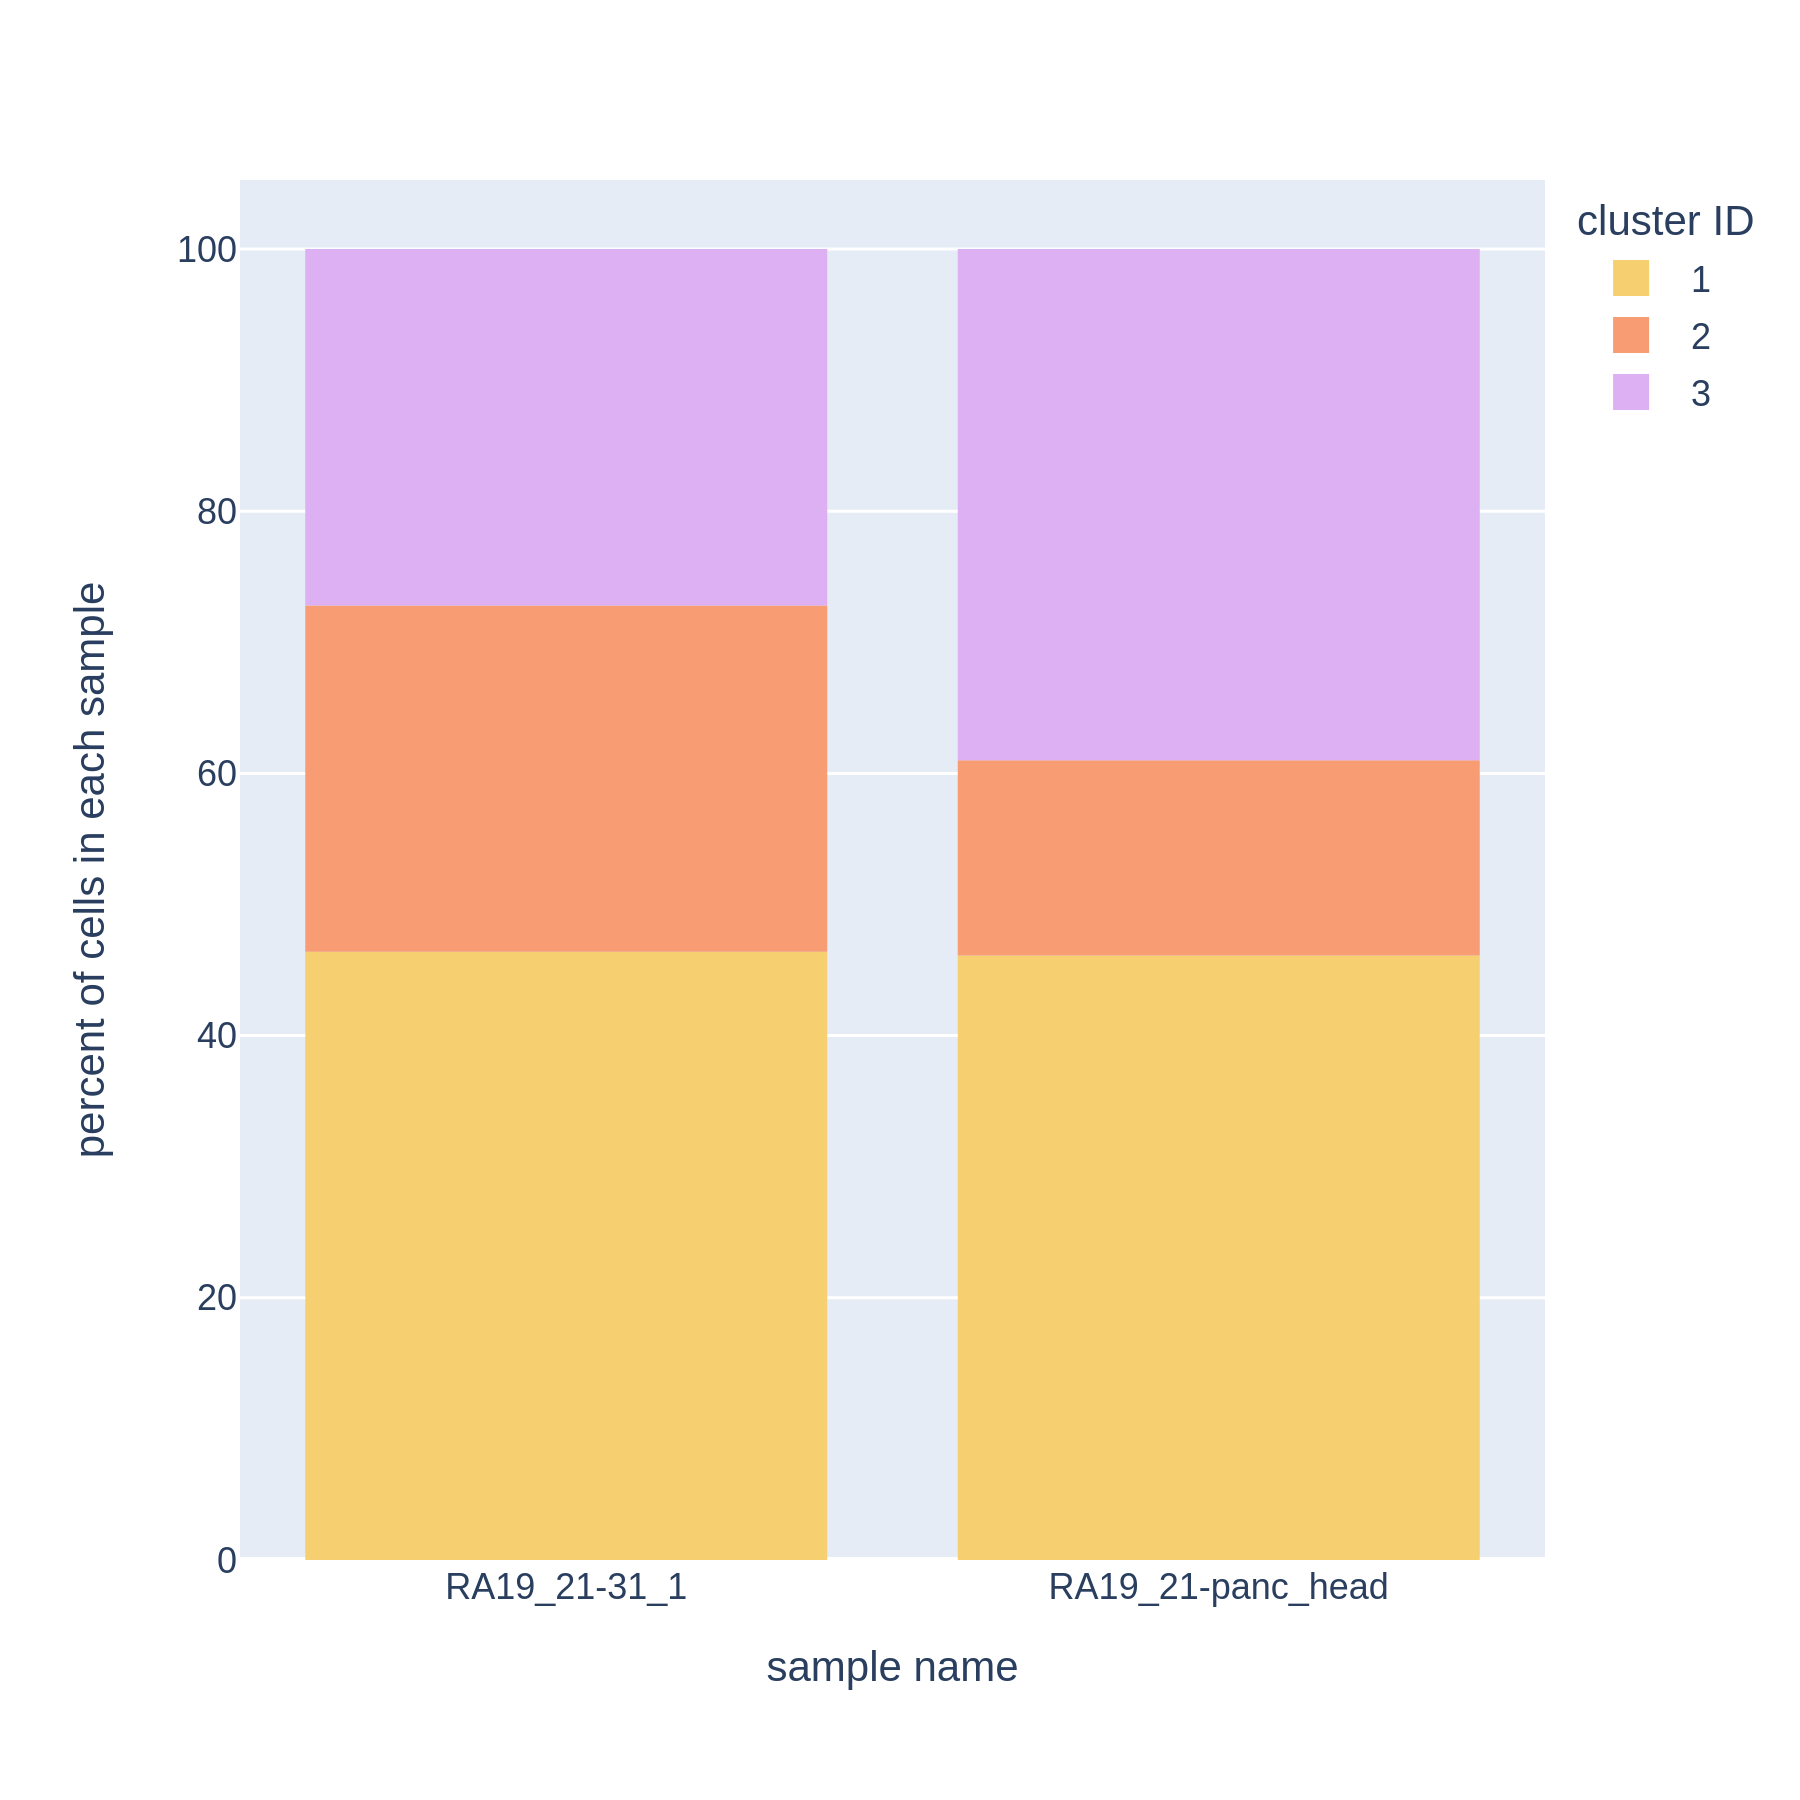 cluster ID
1
2
3
100
80
60
40
20
0
percent of cells in each sample
RA19_21-31_1
RA19_21-panc_head
sample name